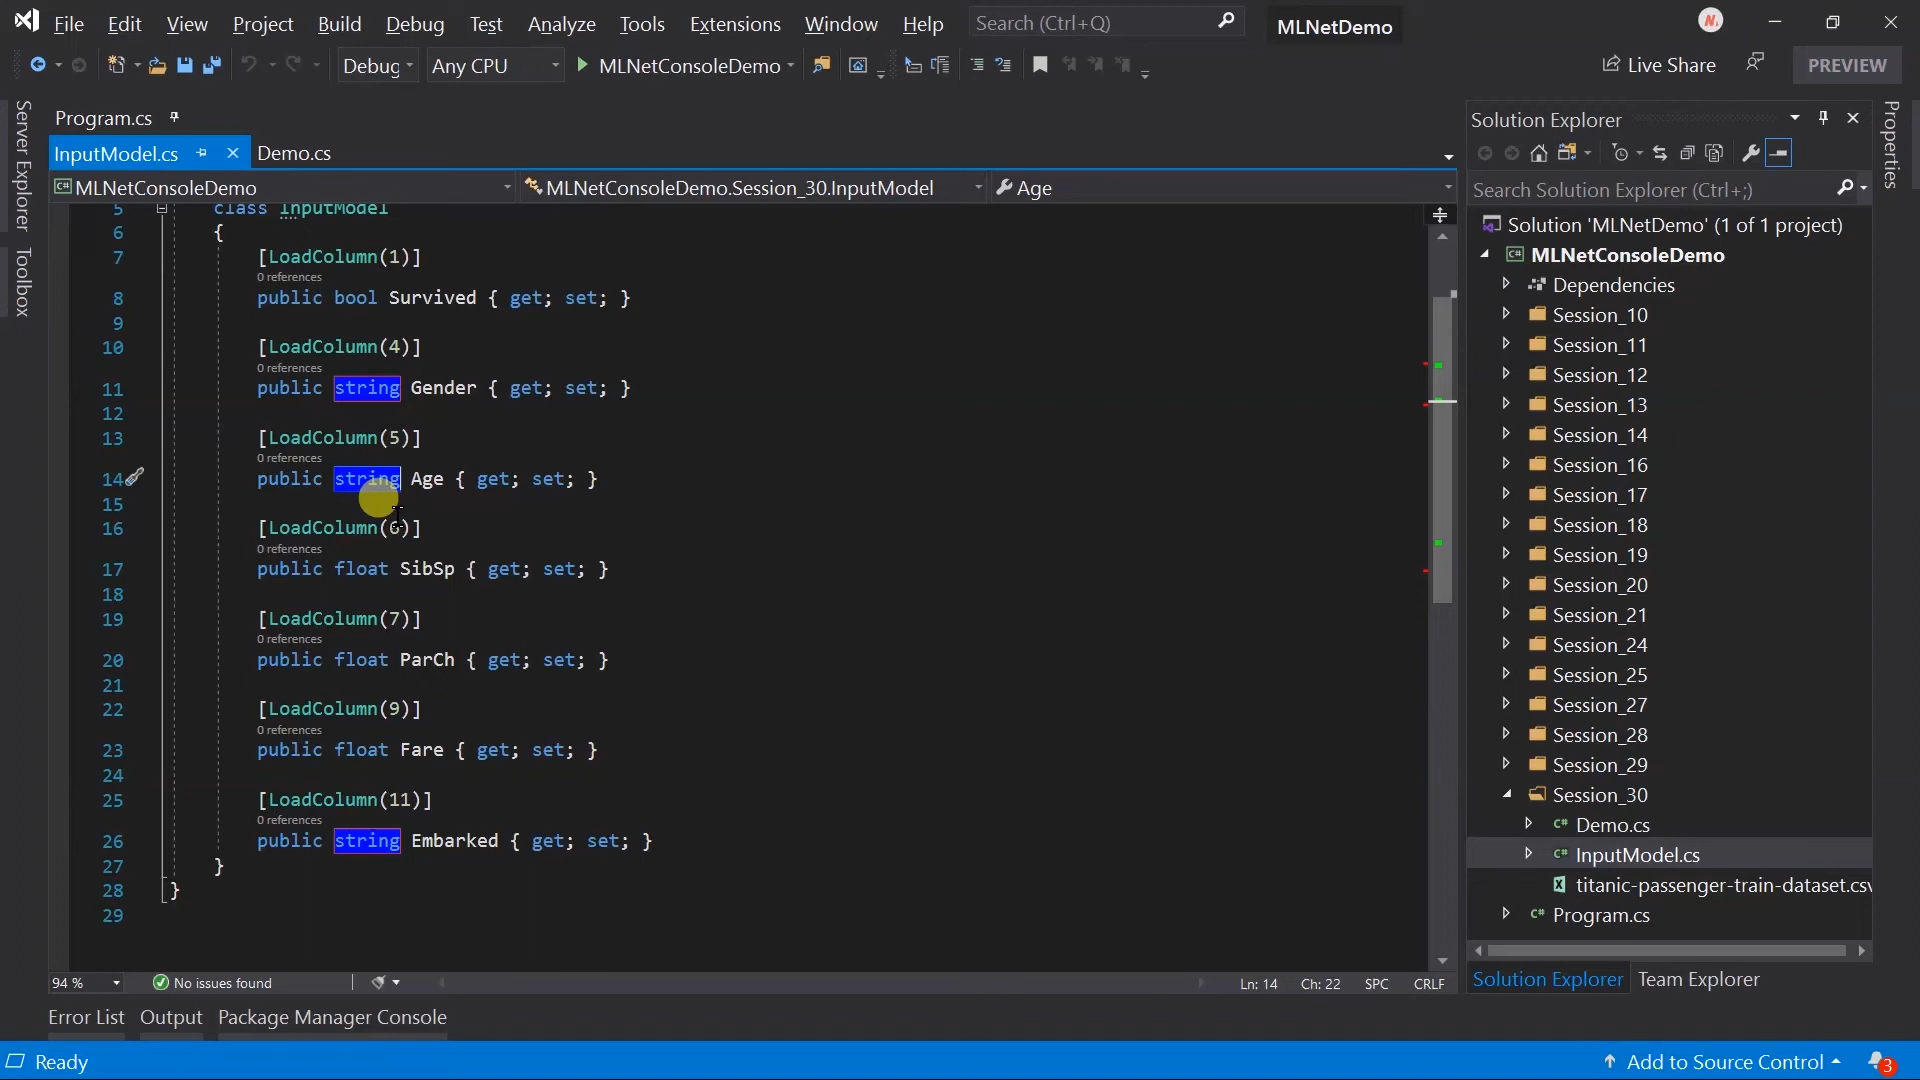 File Edit View Project Build Debug Test Analyze Tools Extensions Window Help Search (Ctrl+Q) MLNetDemo
Debug Any CPU MLNetConsoleDemo Live Share PREVIEW
Server Explorer
Toolbox
Program.cs
InputModel.cs Demo.cs
MLNetConsoleDemo MLNetConsoleDemo.Session_30.InputModel Age
5 class InputModel
6 {
7 [LoadColumn(1)]
0 references
8 public bool Survived { get; set; }
9
10 [LoadColumn(4)]
0 references
11 public string Gender { get; set; }
12
13 [LoadColumn(5)]
0 references
14 public string Age { get; set; }
15
16 [LoadColumn(6)]
0 references
17 public float SibSp { get; set; }
18
19 [LoadColumn(7)]
0 references
20 public float ParCh { get; set; }
21
22 [LoadColumn(9)]
0 references
23 public float Fare { get; set; }
24
25 [LoadColumn(11)]
0 references
26 public string Embarked { get; set; }
27 }
28 }
29
94 % No issues found Ln: 14 Ch: 22 SPC CRLF
Solution Explorer
Search Solution Explorer (Ctrl+;)
Solution 'MLNetDemo' (1 of 1 project)
MLNetConsoleDemo
Dependencies
Session_10
Session_11
Session_12
Session_13
Session_14
Session_16
Session_17
Session_18
Session_19
Session_20
Session_21
Session_24
Session_25
Session_27
Session_28
Session_29
Session_30
Demo.cs
InputModel.cs
titanic-passenger-train-dataset.csv
Program.cs
Solution Explorer Team Explorer
Properties
Error List Output Package Manager Console
Ready Add to Source Control 3